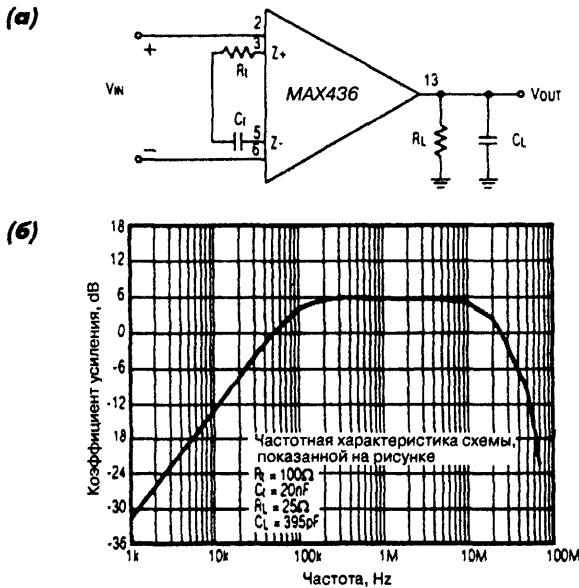 (а)
2
+
3
Z+
Rt
VIN
MAX436
13
VOUT
Ct
5
Z-
RL
CL
−
6
(б)
18
12
6
0
-6
-12
18
-24
-30
-36
Коэффициент усиления, dB
Частотная характеристика схемы,
показанной на рисунке
Rt = 100Ω
Ct = 20nF
RL = 25Ω
CL = 395pF
1k
10k
100k
1M
10M
100M
Частота, Hz